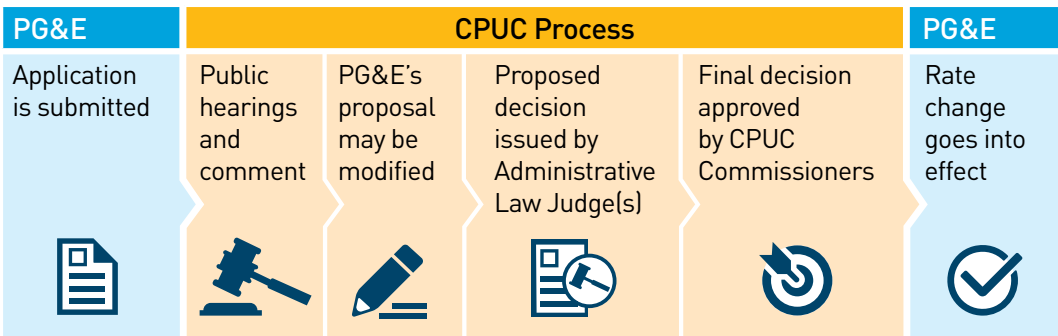 PG&E
CPUC Process
PG&E
Application
is submitted
Public
hearings
and
comment
PG&E’s
proposal
may be
modified
Proposed
decision
issued by
Administrative
Law Judge(s)
Final decision
approved
by CPUC
Commissioners
Rate
change
goes into
effect